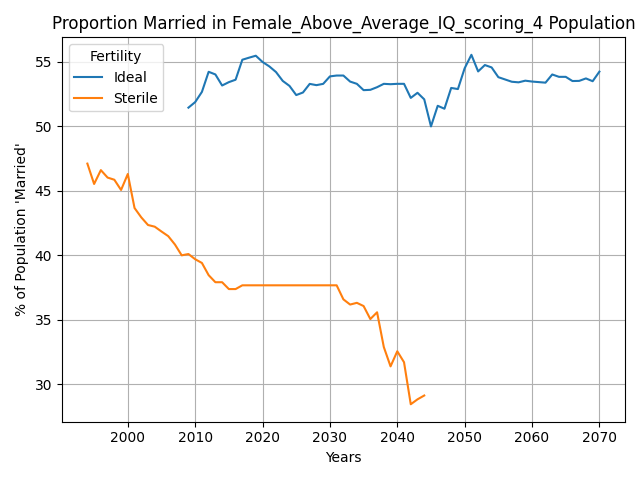 Proportion Married in Female_Above_Average_IQ_scoring_4 Population
% of Population 'Married'
Fertility
Ideal
Sterile
55
50
45
40
35
30
2000 2010 2020 2030 2040 2050 2060 2070
Years